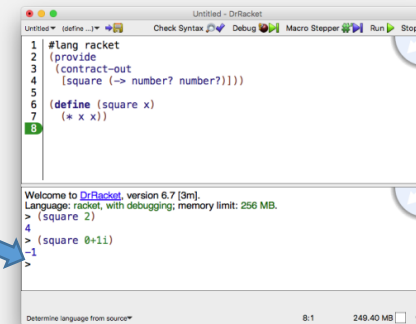 Untitled - DrRacket
Untitled▼ (define ...)▼ Check Syntax Debug Macro Stepper Run Stop
1 #lang racket
2 (provide
3 (contract-out
4 [square (-> number? number?)]))
5
6 (define (square x)
7 (* x x))
8
Welcome to DrRacket, version 6.7 [3m].
Language: racket, with debugging; memory limit: 256 MB.
> (square 2)
4
> (square 0+1i)
-1
>
Determine language from source▼ 8:1 249.40 MB